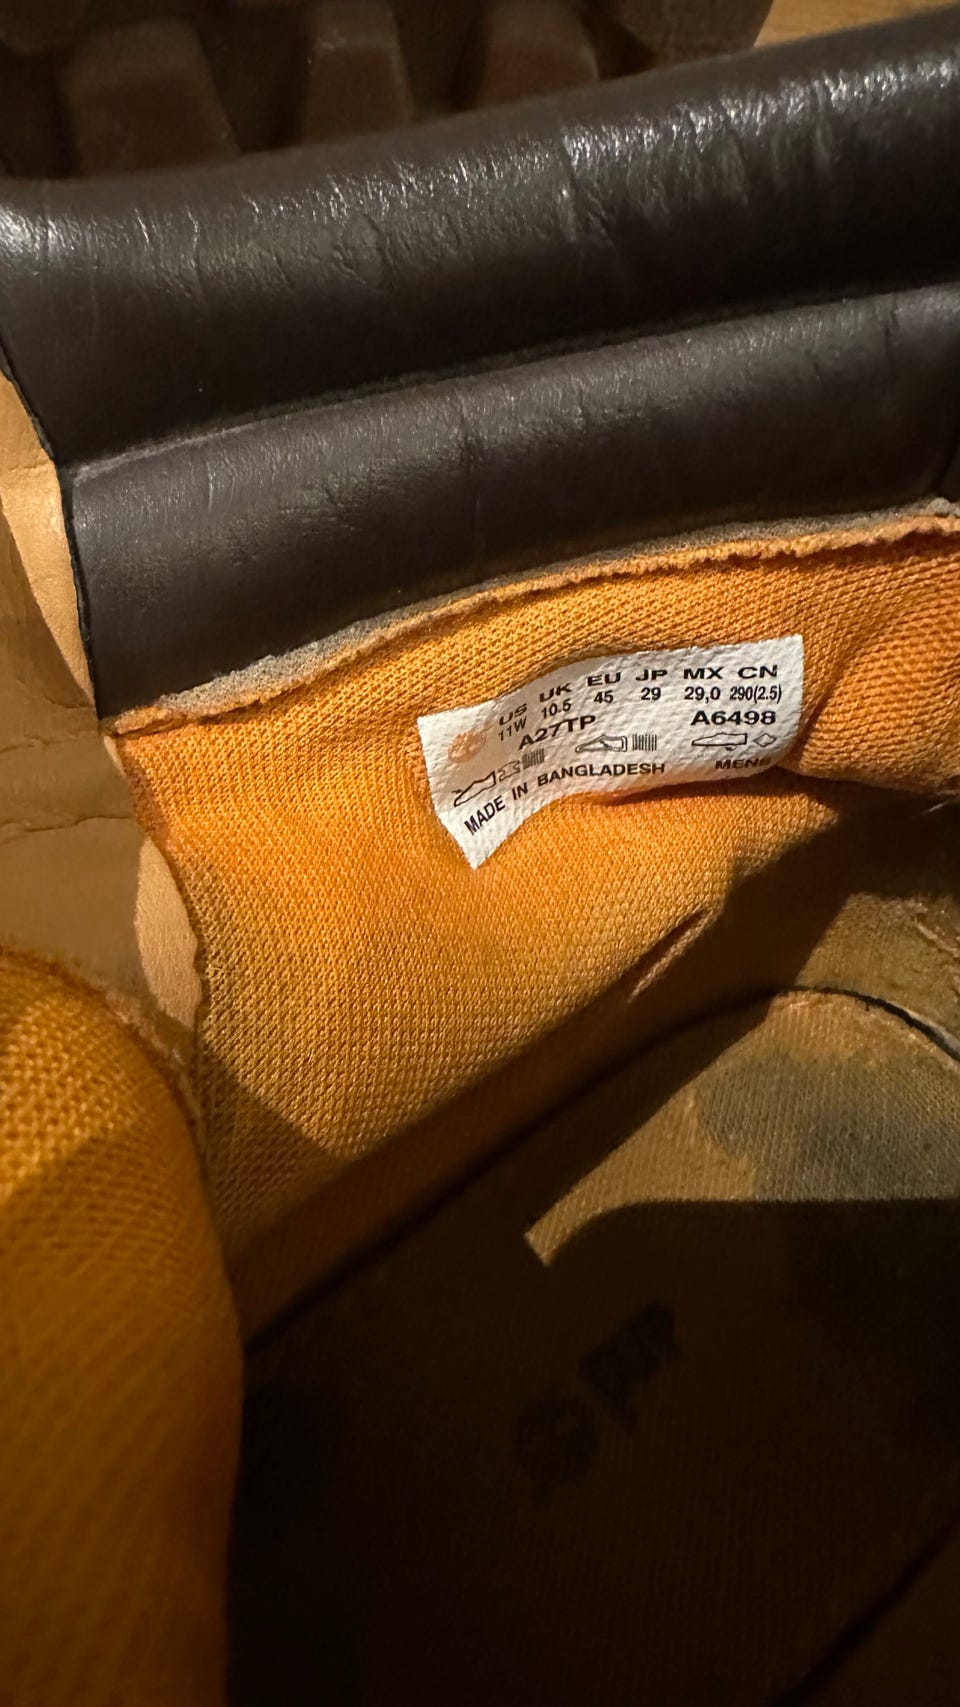 US UK EU JP MX CN
11W 10.5 45 29 29,0 290(2.5)
A27TP A6498
MENS
MADE IN BANGLADESH